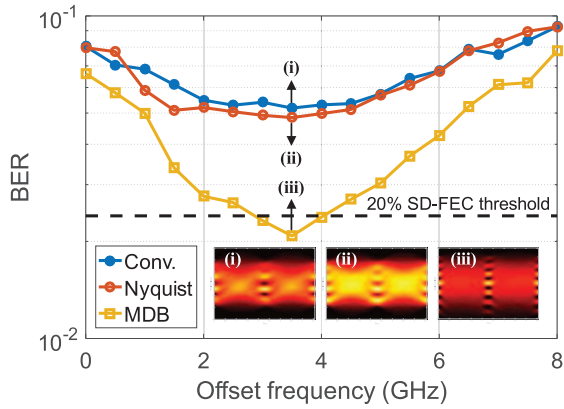 10⁻¹
(i)
(ii)
(iii)
20% SD-FEC threshold
BER
Conv.
Nyquist
MDB
(i)
(ii)
(iii)
10⁻²
0
2
4
6
8
Offset frequency (GHz)